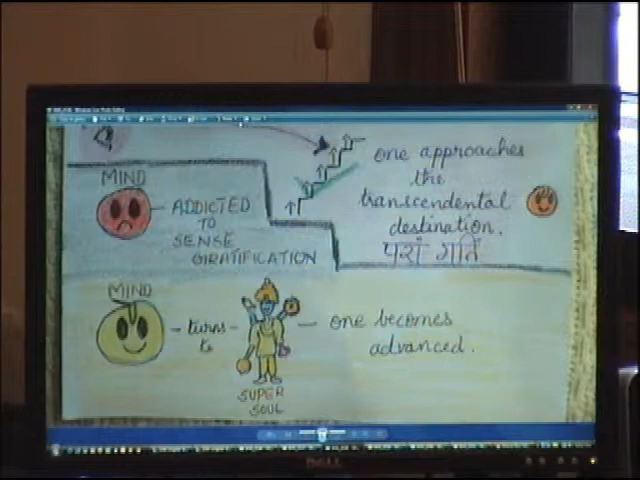 one approaches
the
transcendental
destination.
परां गतिं
MIND
ADDICTED
TO
SENSE
GRATIFICATION
MIND
turns
to
SUPER
SOUL
one becomes
advanced.
DELL